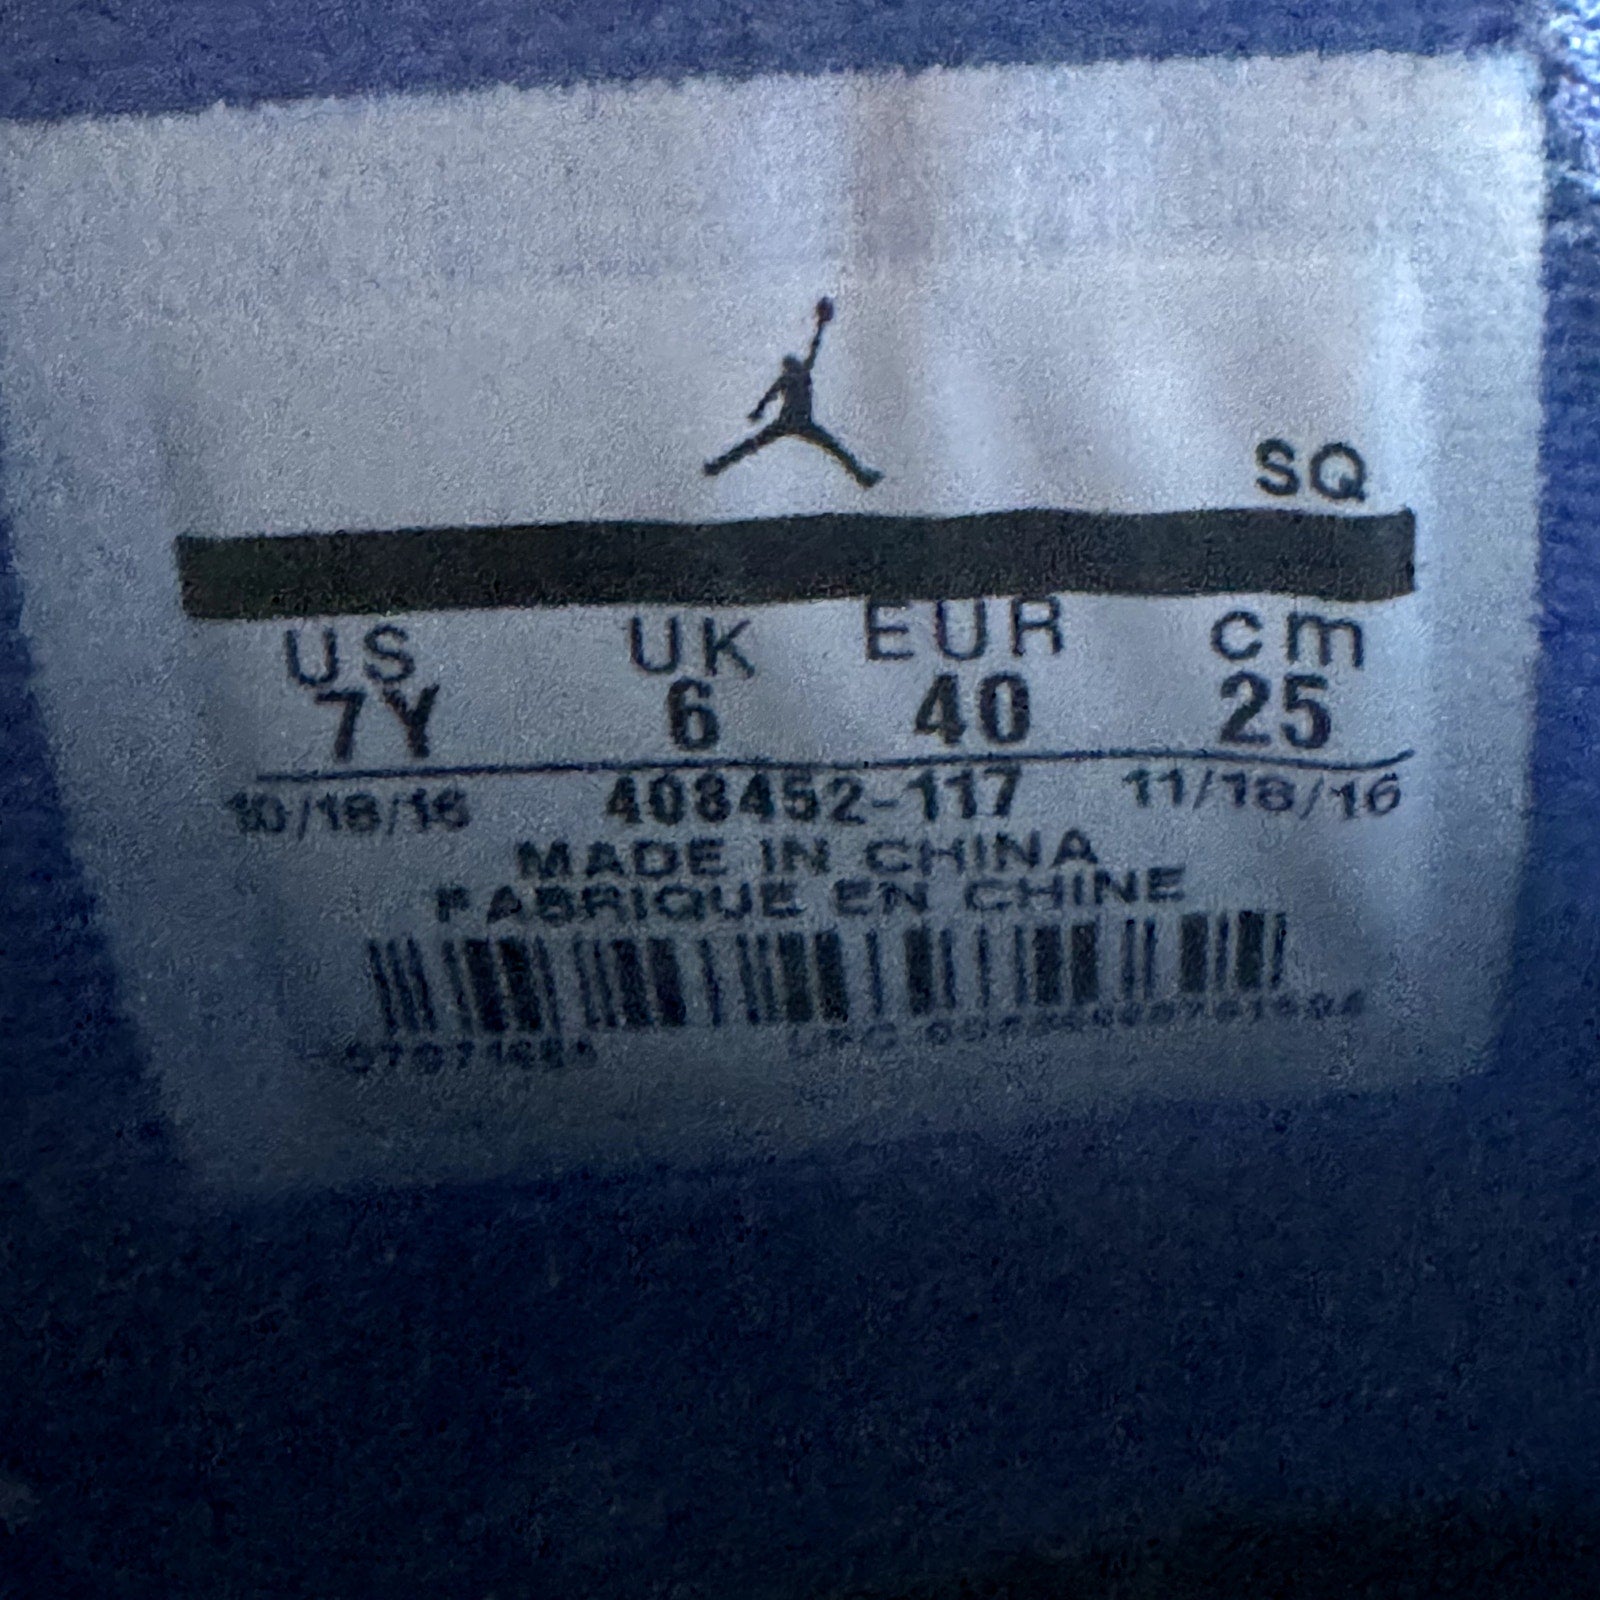 SQ
US UK EUR cm
7Y 6 40 25
10/18/16 408452-117 11/18/16
MADE IN CHINA
FABRIQUE EN CHINE